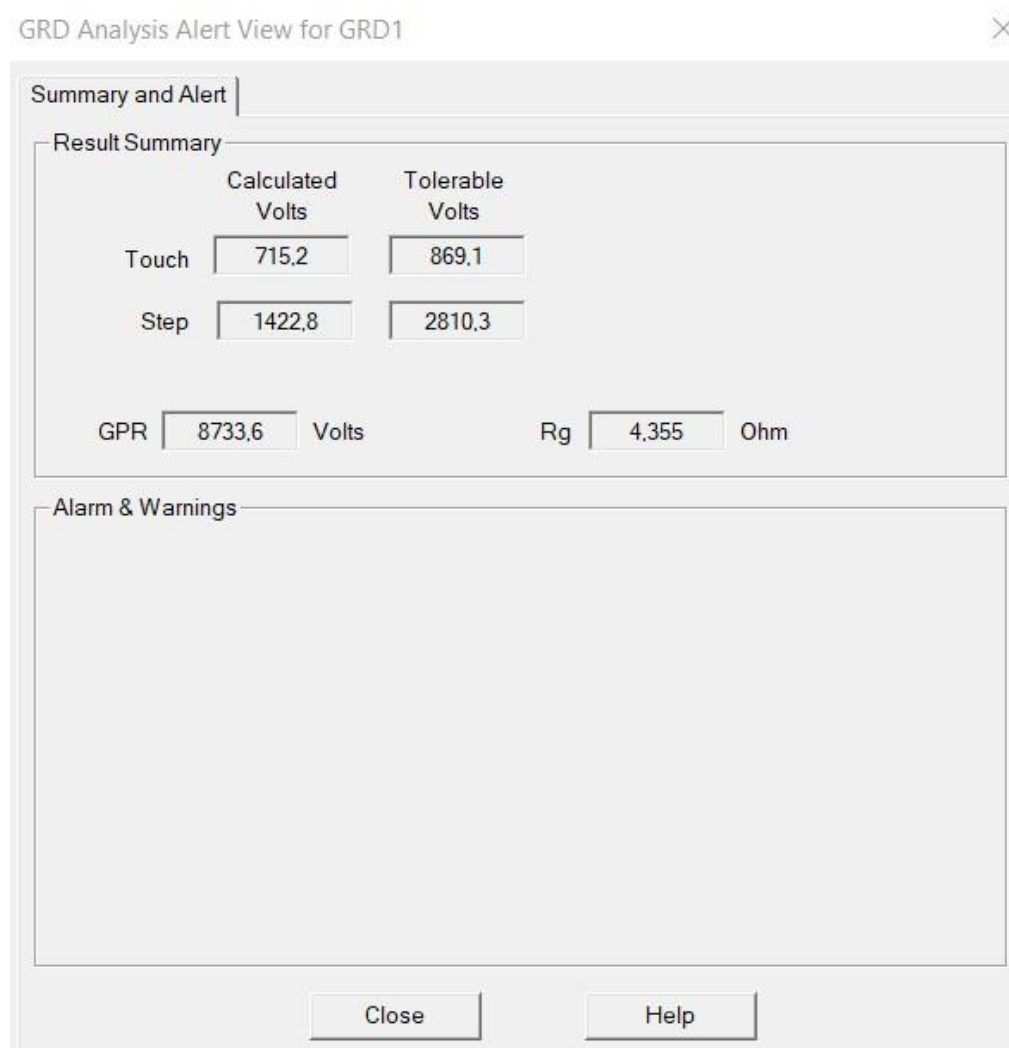 GRD Analysis Alert View for GRD1
Summary and Alert
Result Summary
Calculated Volts
Tolerable Volts
Touch 715,2 869,1
Step 1422,8 2810,3
GPR 8733,6 Volts Rg 4,355 Ohm
Alarm & Warnings
Close Help